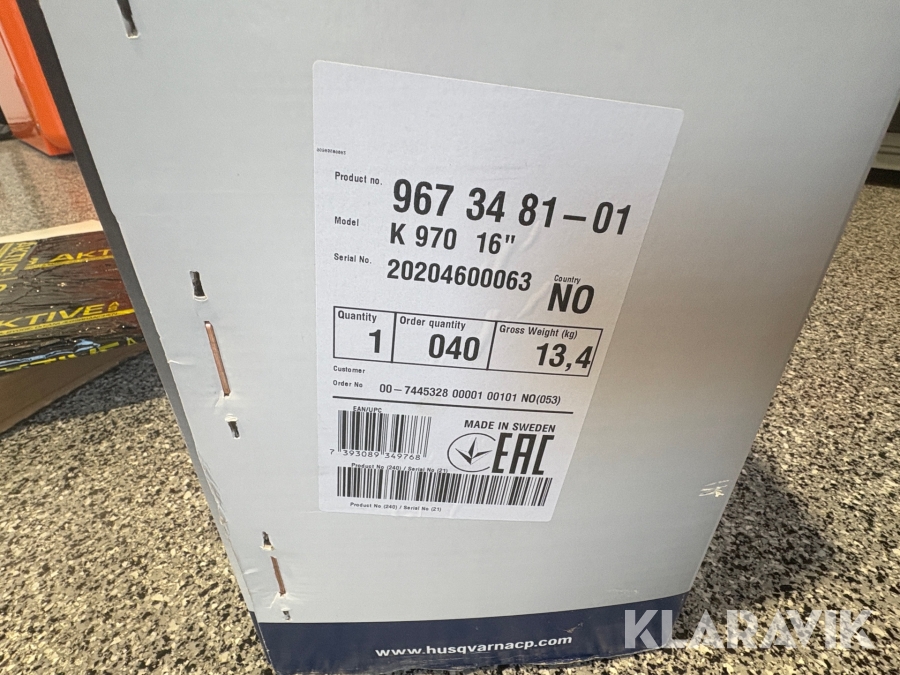 Product no. 967 34 81-01
Model K 970 16"
Serial No. 20204600063
Country NO
Quantity 1
Order quantity 040
Gross Weight (kg) 13,4
Customer
Order No 00-7445328 00001 00101 NO(053)
EAN/UPC
7 393089 349768
MADE IN SWEDEN
EAC
Product No (240) / Serial No (21)
Product No (240) / Serial No (21)
www.husqvarnacp.com
AKTIVE
KLARAVIK